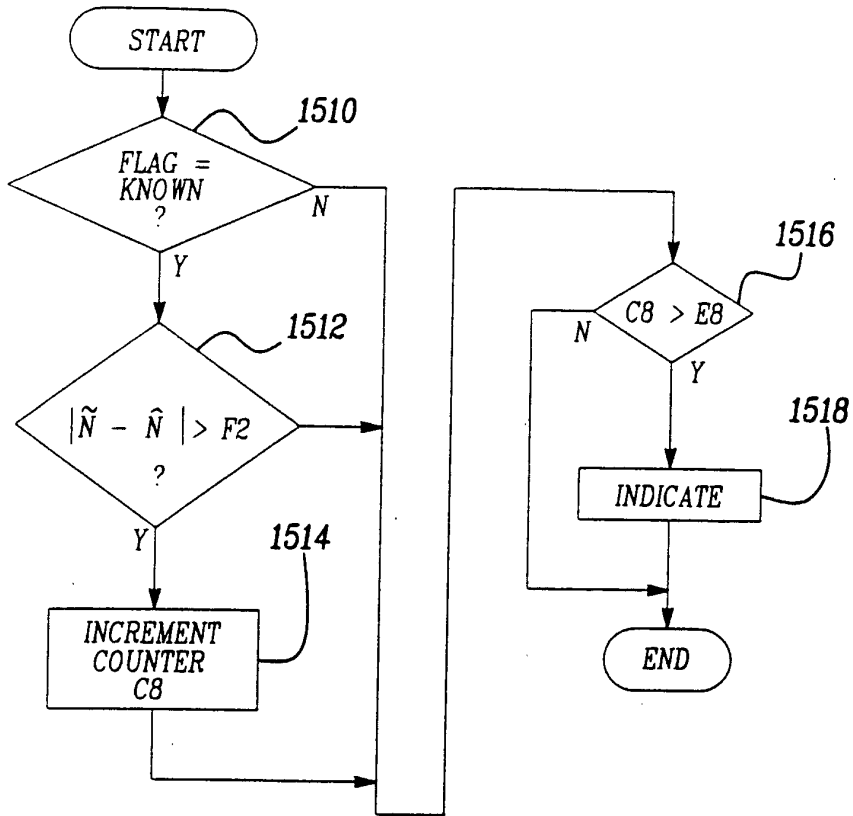 START
1510
FLAG =
KNOWN
?
N
Y
1512
|Ñ - N̂ | > F2
?
Y
1514
INCREMENT
COUNTER
C8
1516
C8 > E8
N
Y
1518
INDICATE
END